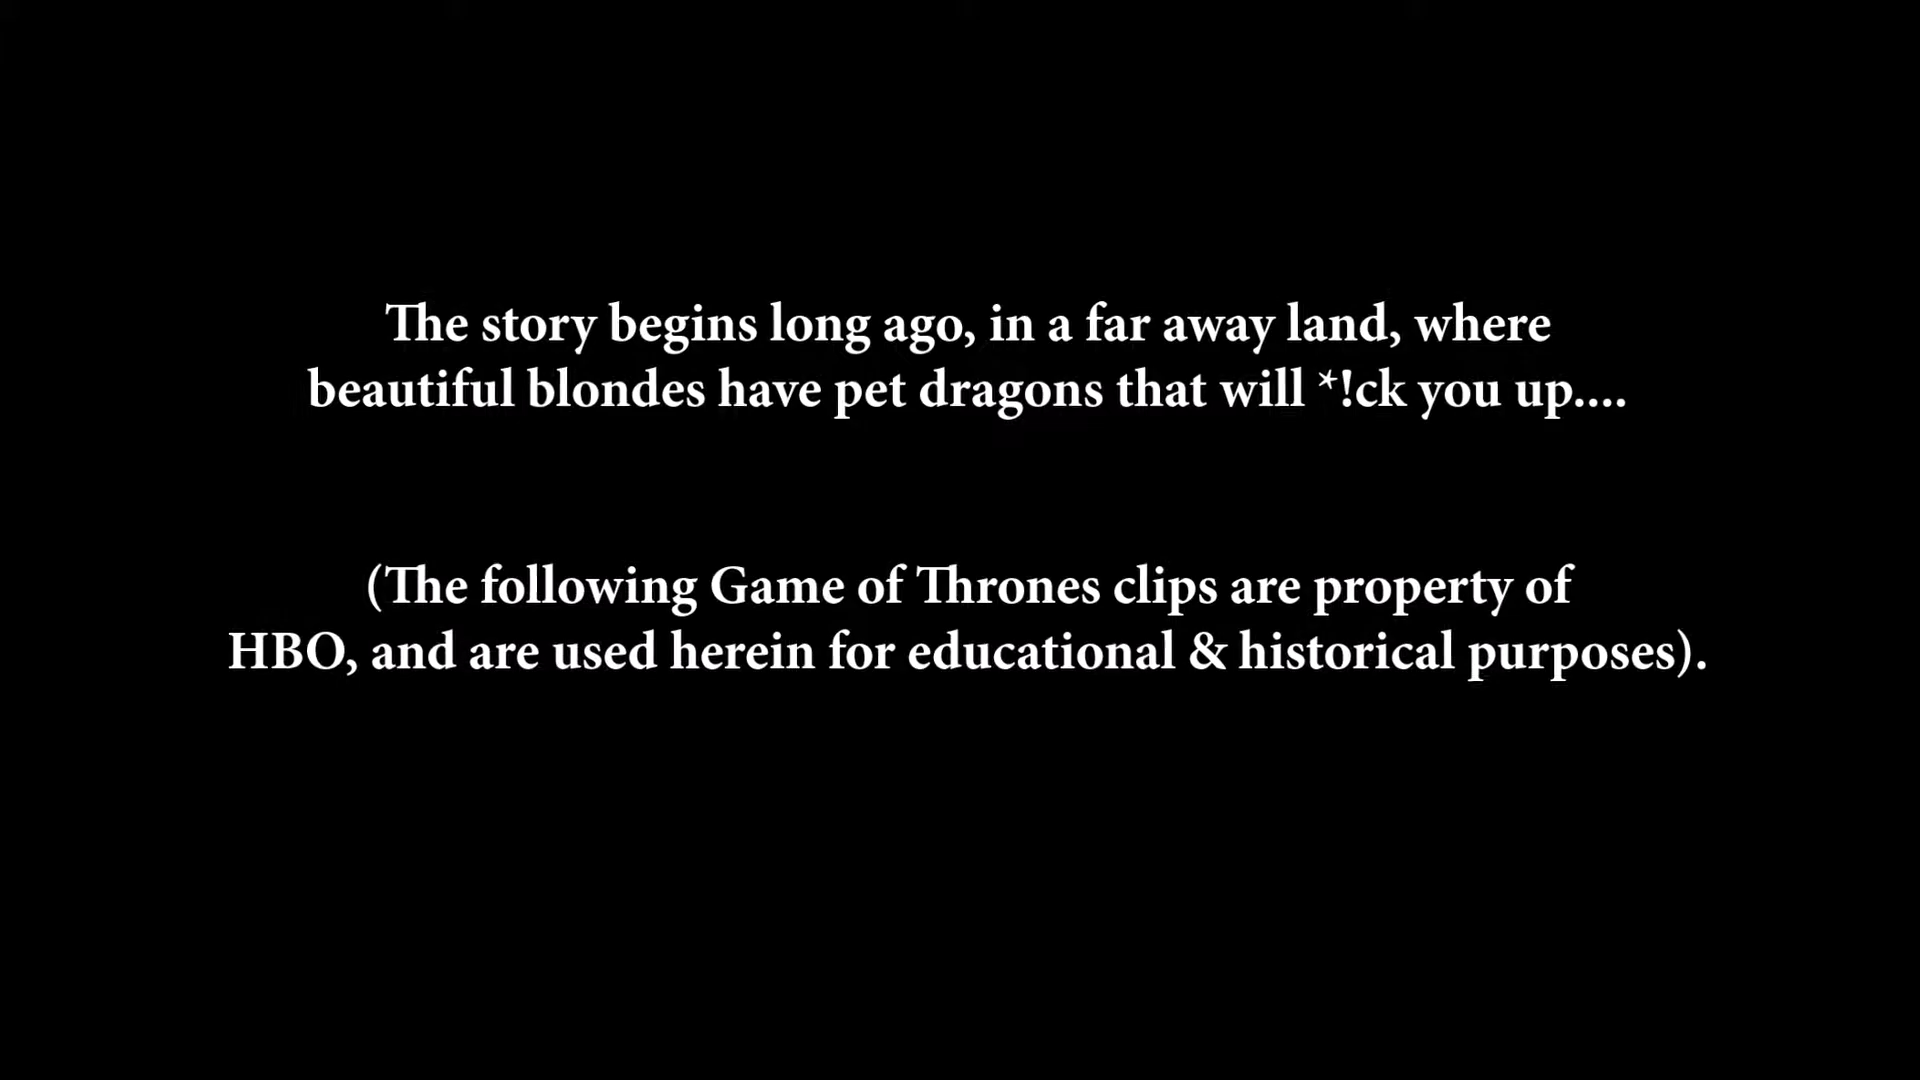 The story begins long ago, in a far away land, where
beautiful blondes have pet dragons that will *!ck you up....
(The following Game of Thrones clips are property of
HBO, and are used herein for educational & historical purposes).